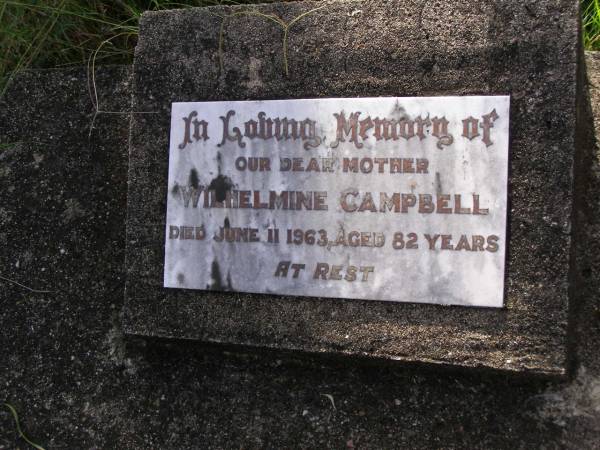 In Loving Memory of
OUR DEAR MOTHER
WILHELMINE CAMPBELL
DIED JUNE 11 1963, AGED 82 YEARS
AT REST